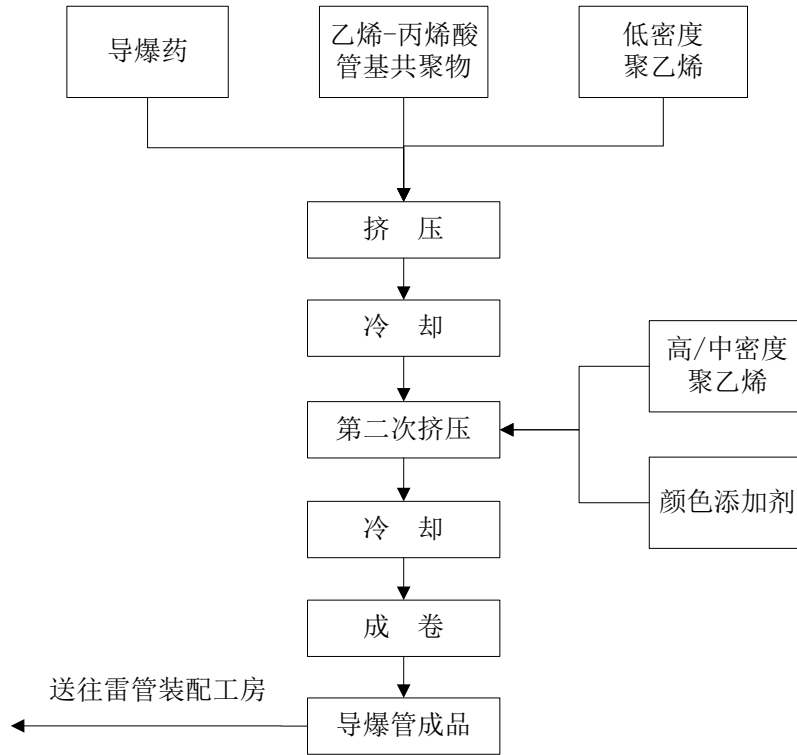 导爆药
乙烯-丙烯酸
管基共聚物
低密度
聚乙烯
挤 压
冷 却
高/中密度
聚乙烯
第二次挤压
颜色添加剂
冷 却
成 卷
送往雷管装配工房
导爆管成品